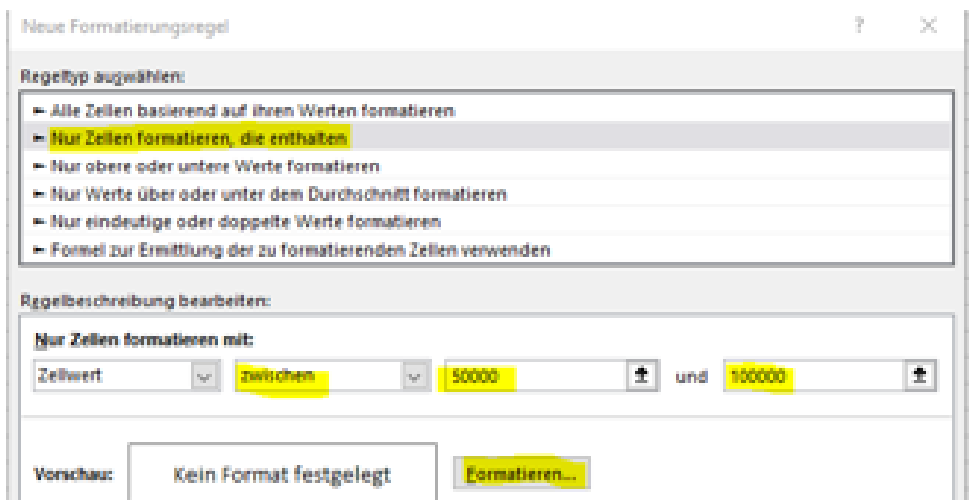 Neue Formatierungsregel ? ×
Regeltyp auswählen:
► Alle Zellen basierend auf ihren Werten formatieren
► Nur Zellen formatieren, die enthalten
► Nur obere oder untere Werte formatieren
► Nur Werte über oder unter dem Durchschnitt formatieren
► Nur eindeutige oder doppelte Werte formatieren
► Formel zur Ermittlung der zu formatierenden Zellen verwenden
Regelbeschreibung bearbeiten:
Nur Zellen formatieren mit:
Zellwert zwischen 50000 und 100000
Vorschau: Kein Format festgelegt Formatieren...